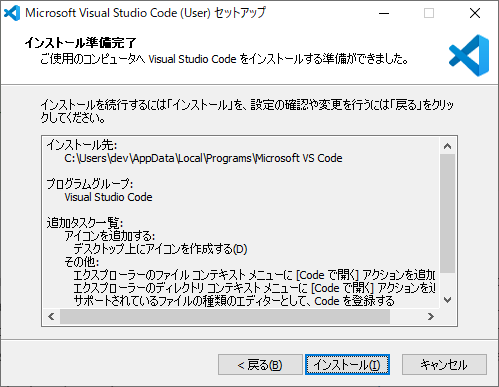 Microsoft Visual Studio Code (User) セットアップ
インストール準備完了
ご使用のコンピュータへ Visual Studio Code をインストールする準備ができました。
インストールを続行するには「インストール」を、設定の確認や変更を行うには「戻る」をクリッ
クしてください。
インストール先:
C:\Users\dev\AppData\Local\Programs\Microsoft VS Code
プログラムグループ:
Visual Studio Code
追加タスク一覧:
アイコンを追加する:
デスクトップ上にアイコンを作成する(D)
その他:
エクスプローラーのファイル コンテキスト メニューに [Code で開く] アクションを追加
エクスプローラーのディレクトリ コンテキスト メニューに [Code で開く] アクションを
サポートされているファイルの種類のエディターとして、Code を登録する
< 戻る(B)
インストール(I)
キャンセル